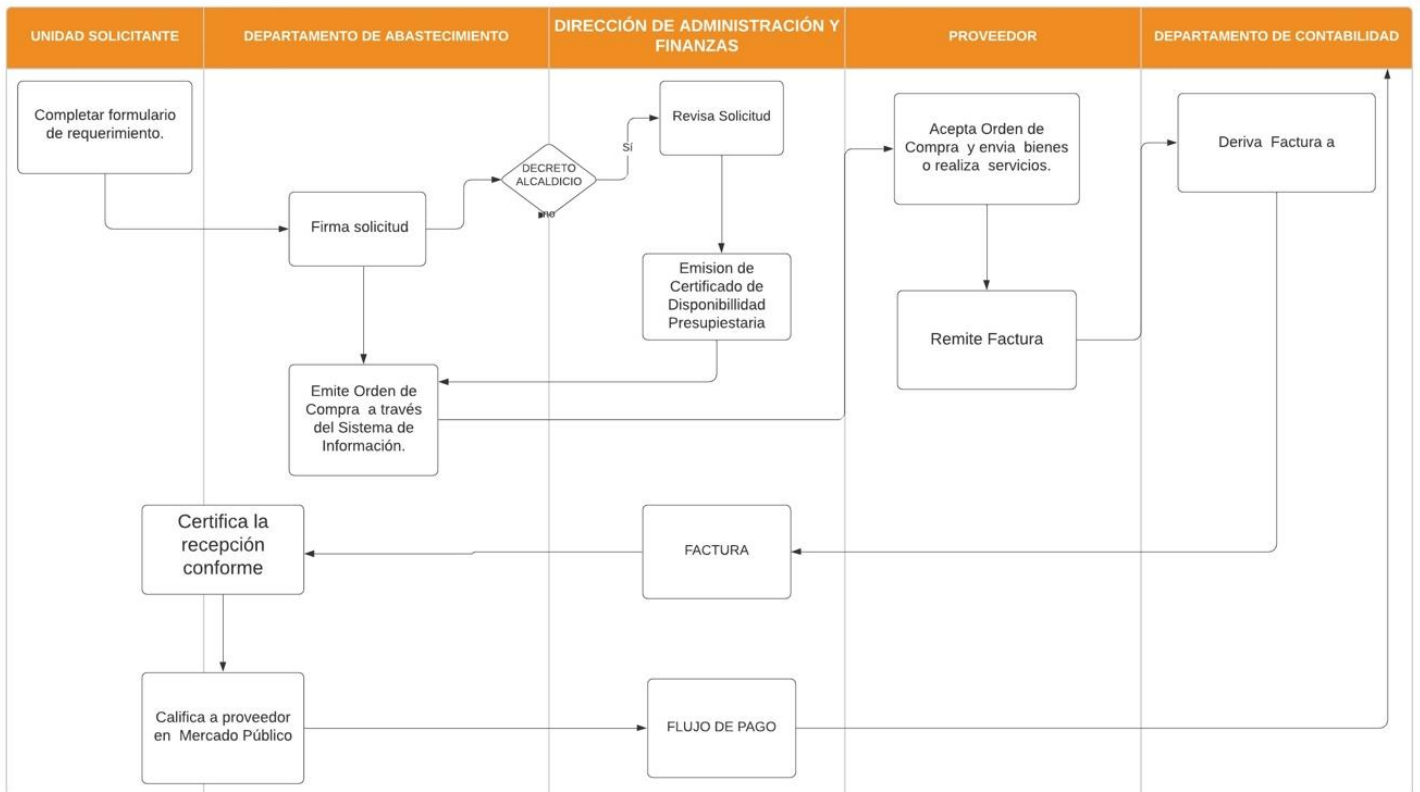 UNIDAD SOLICITANTE
DEPARTAMENTO DE ABASTECIMIENTO
DIRECCIÓN DE ADMINISTRACIÓN Y
FINANZAS
PROVEEDOR
DEPARTAMENTO DE CONTABILIDAD
Completar formulario
de requerimiento.
Firma solicitud
DECRETO
ALCALDICIO
no
Sí
Revisa Solicitud
Emision de
Certificado de
Disponibillidad
Presupiestaria
Emite Orden de
Compra a través
del Sistema de
Información.
Acepta Orden de
Compra y envia bienes
o realiza servicios.
Remite Factura
Deriva Factura a
FACTURA
Certifica la
recepción
conforme
Califica a proveedor
en Mercado Público
FLUJO DE PAGO